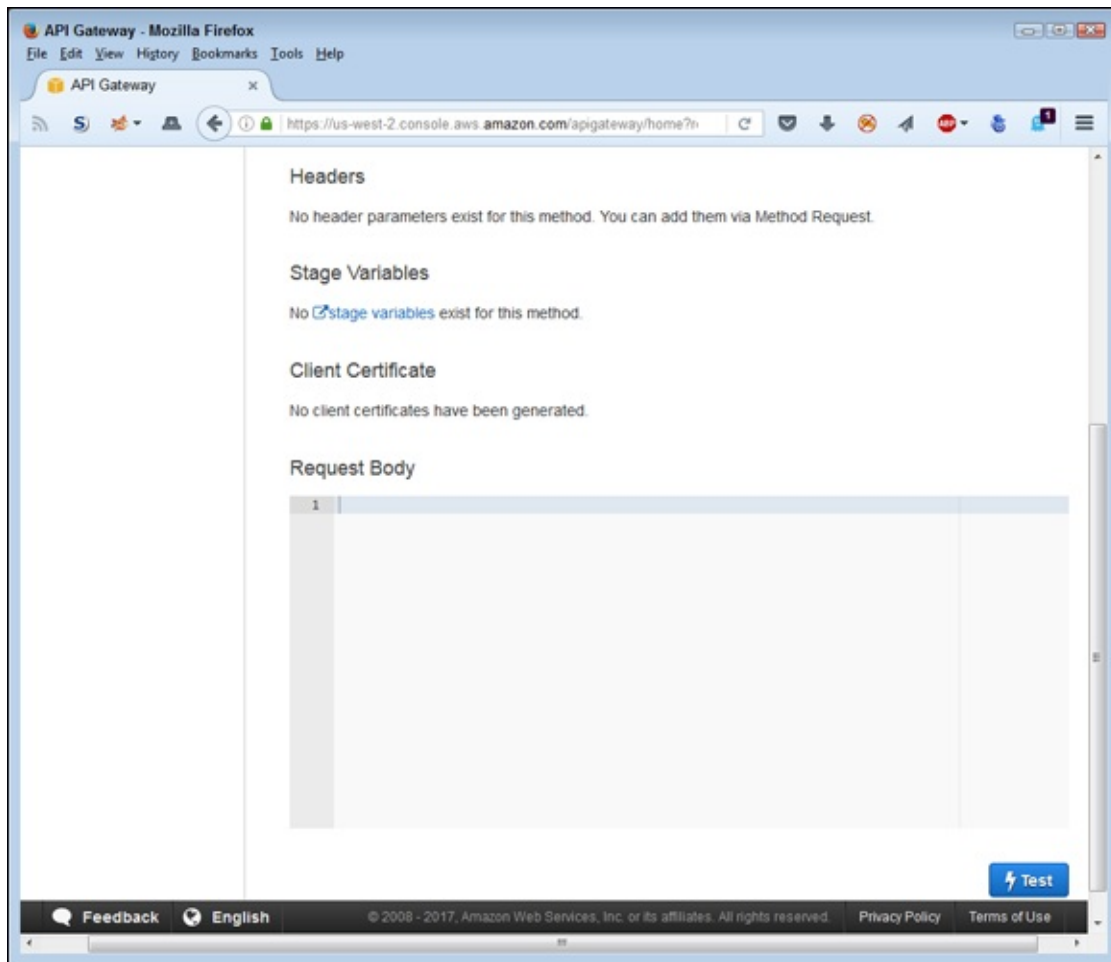 API Gateway - Mozilla Firefox
File Edit View History Bookmarks Tools Help
API Gateway
https://us-west-2.console.aws.amazon.com/apigateway/home?r
S
ABP
1
Headers
No header parameters exist for this method. You can add them via Method Request.
Stage Variables
No stage variables exist for this method.
Client Certificate
No client certificates have been generated.
Request Body
1
Test
Feedback English © 2008 - 2017, Amazon Web Services, Inc. or its affiliates. All rights reserved. Privacy Policy Terms of Use